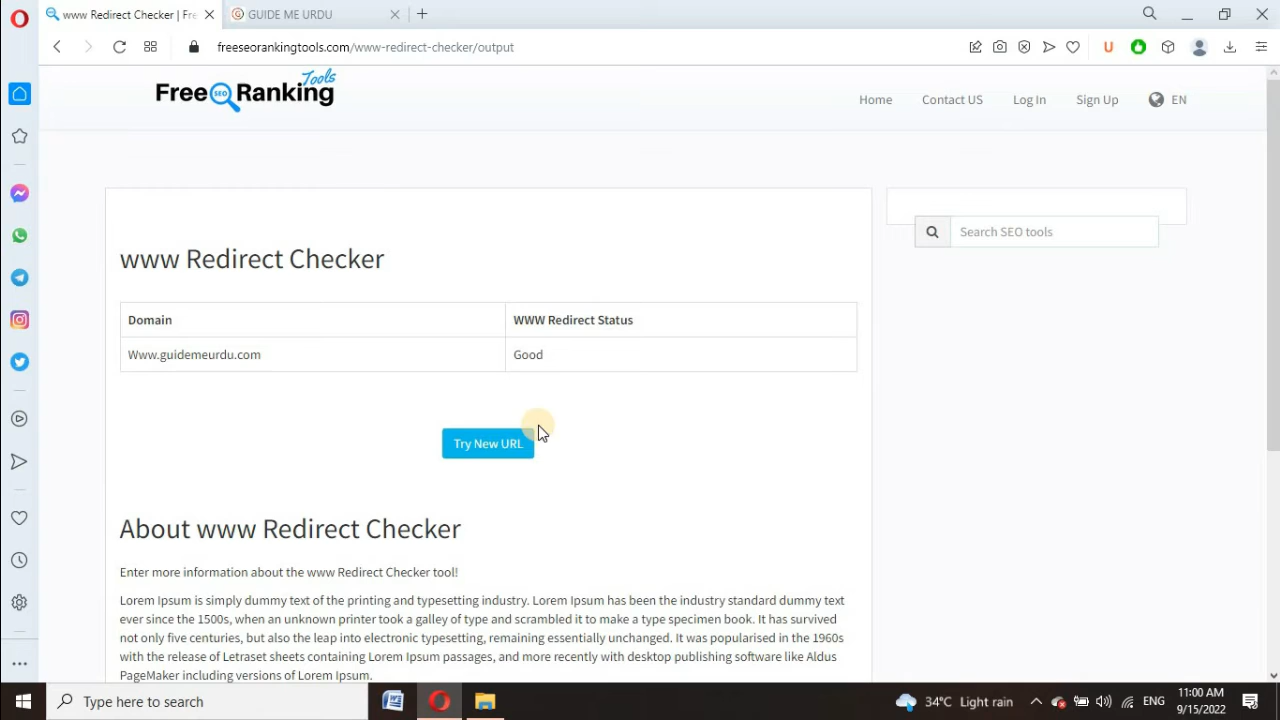 www Redirect Checker | Fre
GUIDE ME URDU
freeseorankingtools.com/www-redirect-checker/output
Free SEO Ranking Tools
Home
Contact US
Log In
Sign Up
EN
Search SEO tools
www Redirect Checker
Domain
WWW Redirect Status
Www.guidemeurdu.com
Good
Try New URL
About www Redirect Checker
Enter more information about the www Redirect Checker tool!
Lorem Ipsum is simply dummy text of the printing and typesetting industry. Lorem Ipsum has been the industry standard dummy text
ever since the 1500s, when an unknown printer took a galley of type and scrambled it to make a type specimen book. It has survived
not only five centuries, but also the leap into electronic typesetting, remaining essentially unchanged. It was popularised in the 1960s
with the release of Letraset sheets containing Lorem Ipsum passages, and more recently with desktop publishing software like Aldus
PageMaker including versions of Lorem Ipsum.
Type here to search
34°C Light rain
ENG
11:00 AM
9/15/2022